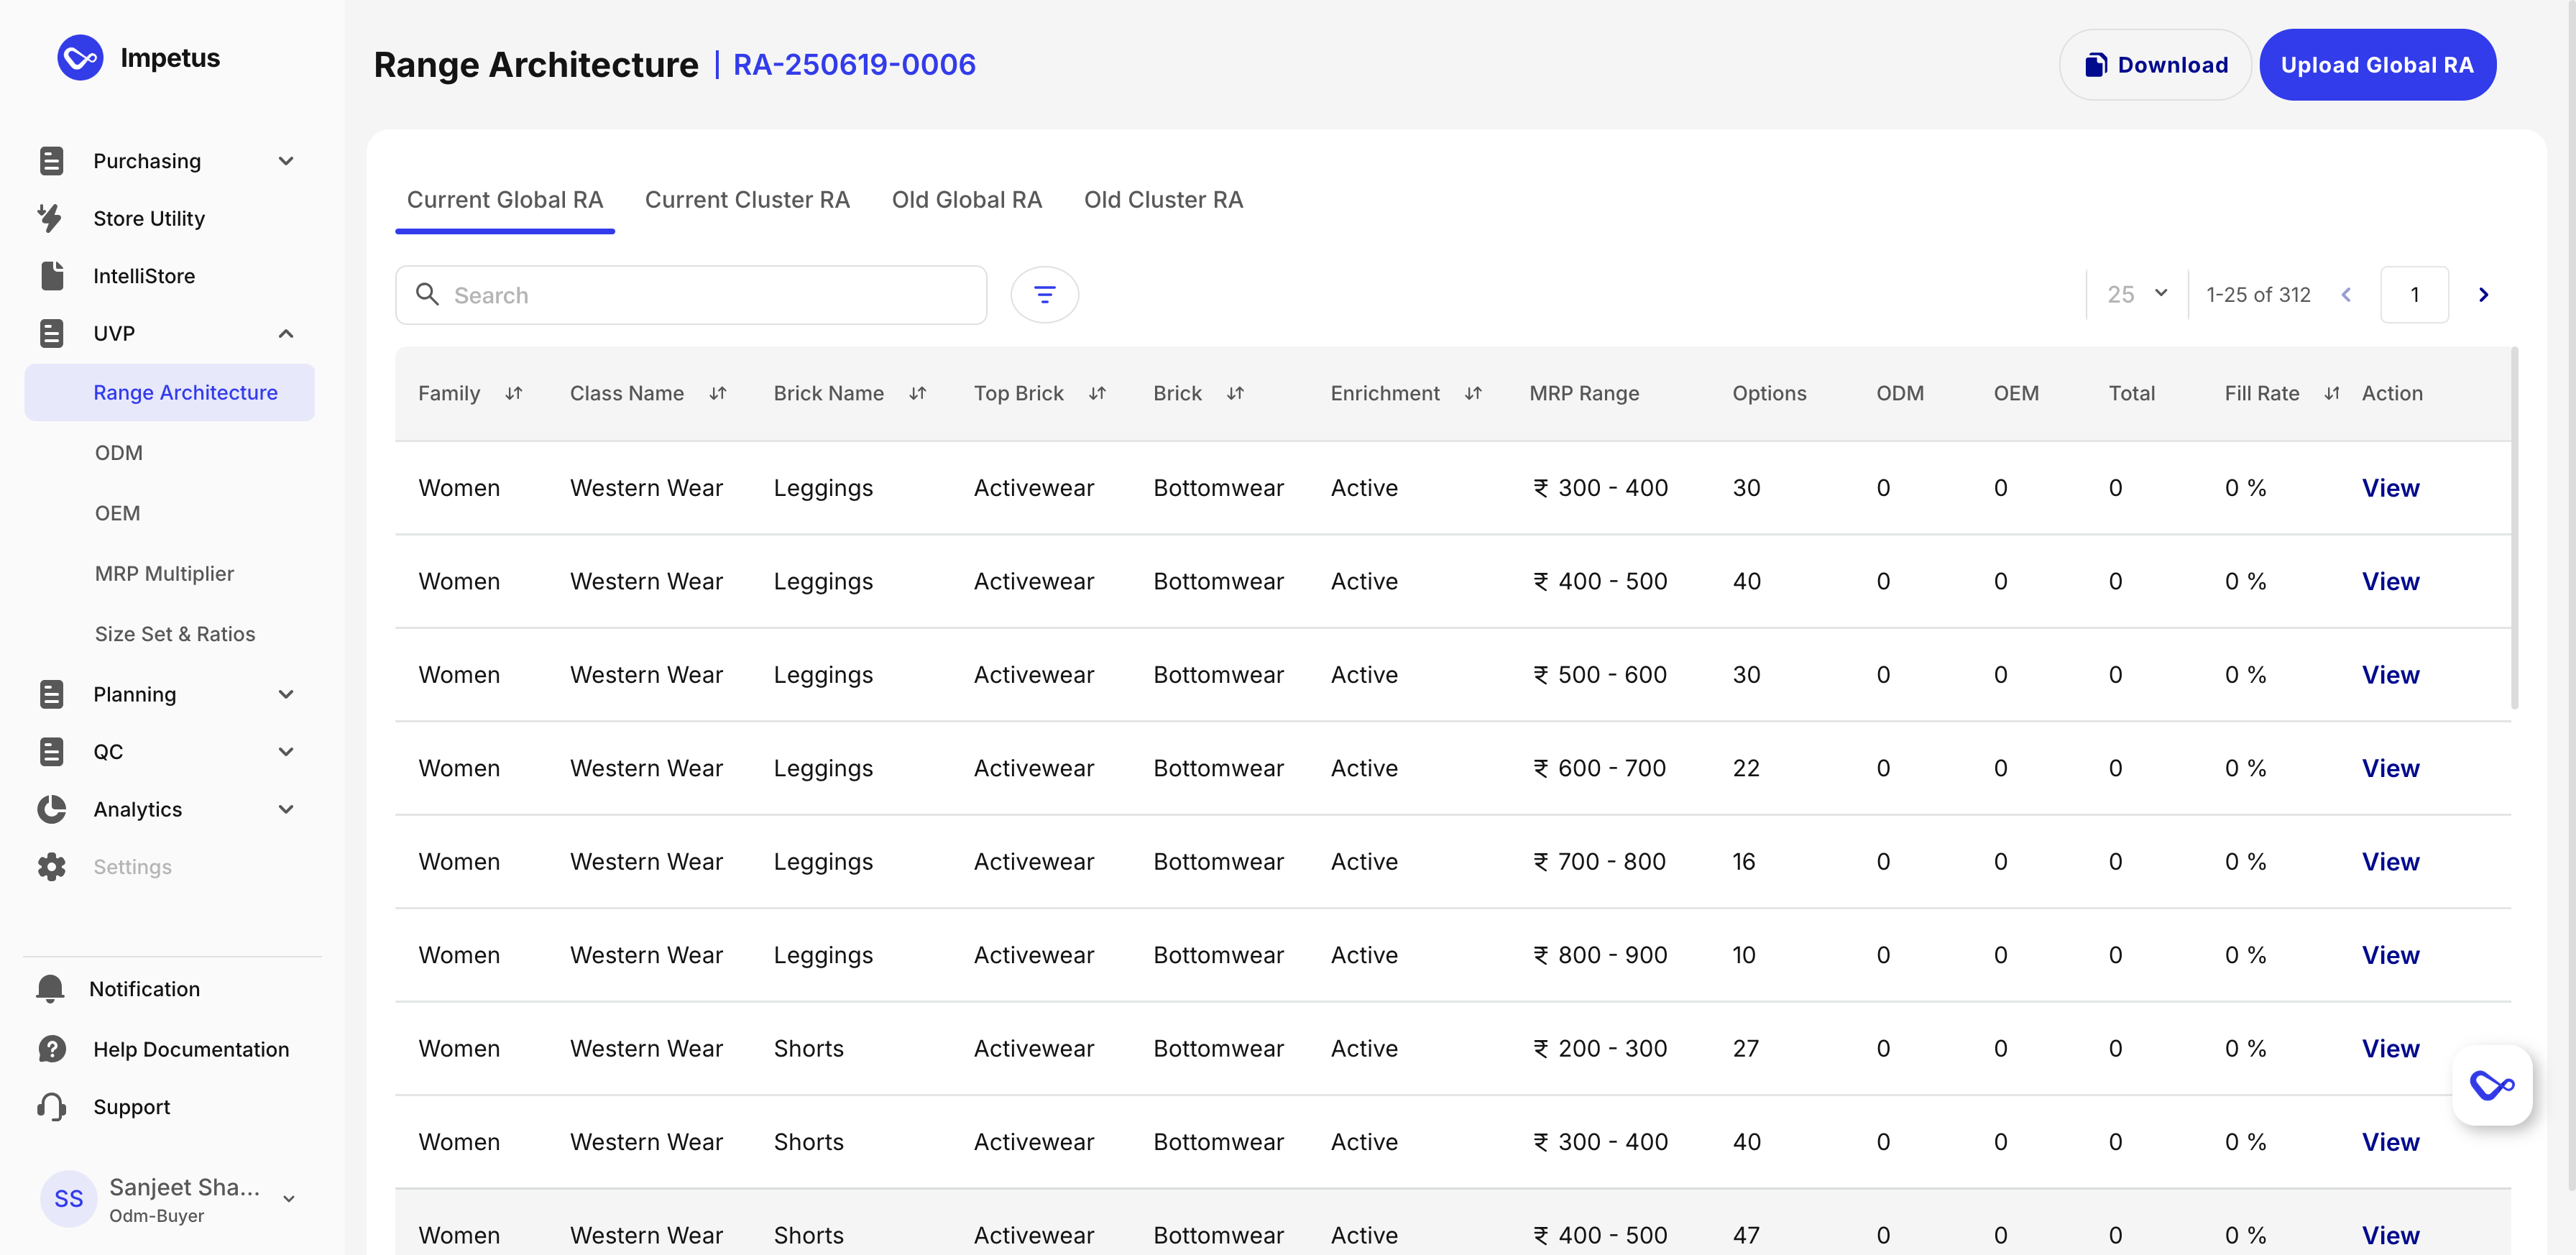 Impetus
Purchasing
Store Utility
IntelliStore
UVP
Range Architecture
ODM
OEM
MRP Multiplier
Size Set & Ratios
Planning
QC
Analytics
Settings
Notification
Help Documentation
Support
SS
Sanjeet Sha...
Odm-Buyer
Range Architecture | RA-250619-0006
Download
Upload Global RA
Current Global RA Current Cluster RA Old Global RA Old Cluster RA
Search
25 1-25 of 312 1
Family Class Name Brick Name Top Brick Brick Enrichment MRP Range Options ODM OEM Total Fill Rate Action
Women Western Wear Leggings Activewear Bottomwear Active ₹ 300 - 400 30 0 0 0 0 % View
Women Western Wear Leggings Activewear Bottomwear Active ₹ 400 - 500 40 0 0 0 0 % View
Women Western Wear Leggings Activewear Bottomwear Active ₹ 500 - 600 30 0 0 0 0 % View
Women Western Wear Leggings Activewear Bottomwear Active ₹ 600 - 700 22 0 0 0 0 % View
Women Western Wear Leggings Activewear Bottomwear Active ₹ 700 - 800 16 0 0 0 0 % View
Women Western Wear Leggings Activewear Bottomwear Active ₹ 800 - 900 10 0 0 0 0 % View
Women Western Wear Shorts Activewear Bottomwear Active ₹ 200 - 300 27 0 0 0 0 % View
Women Western Wear Shorts Activewear Bottomwear Active ₹ 300 - 400 40 0 0 0 0 % View
Women Western Wear Shorts Activewear Bottomwear Active ₹ 400 - 500 47 0 0 0 0 % View